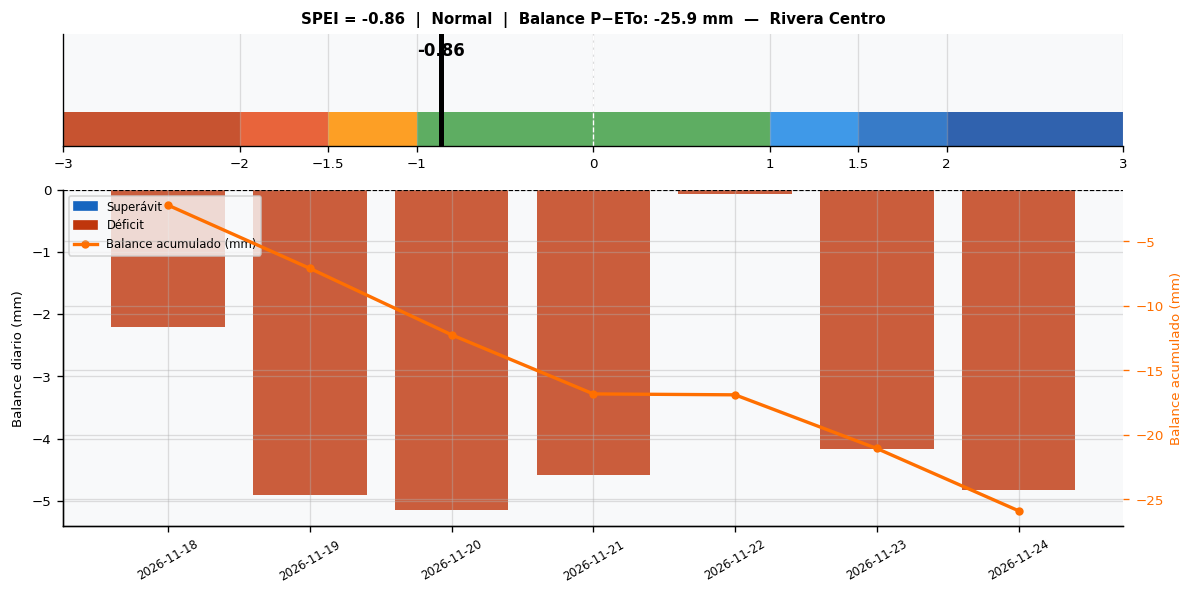 SPEI = -0.86  |  Normal  |  Balance P−ETo: -25.9 mm  —  Rivera Centro
-0.86
−3 −2 −1.5 −1 0 1 1.5 2 3
Superávit
Déficit
Balance acumulado (mm)
Balance diario (mm)
0
−1
−2
−3
−4
−5
−5
−10
−15
−20
−25
Balance acumulado (mm)
2026-11-18 2026-11-19 2026-11-20 2026-11-21 2026-11-22 2026-11-23 2026-11-24